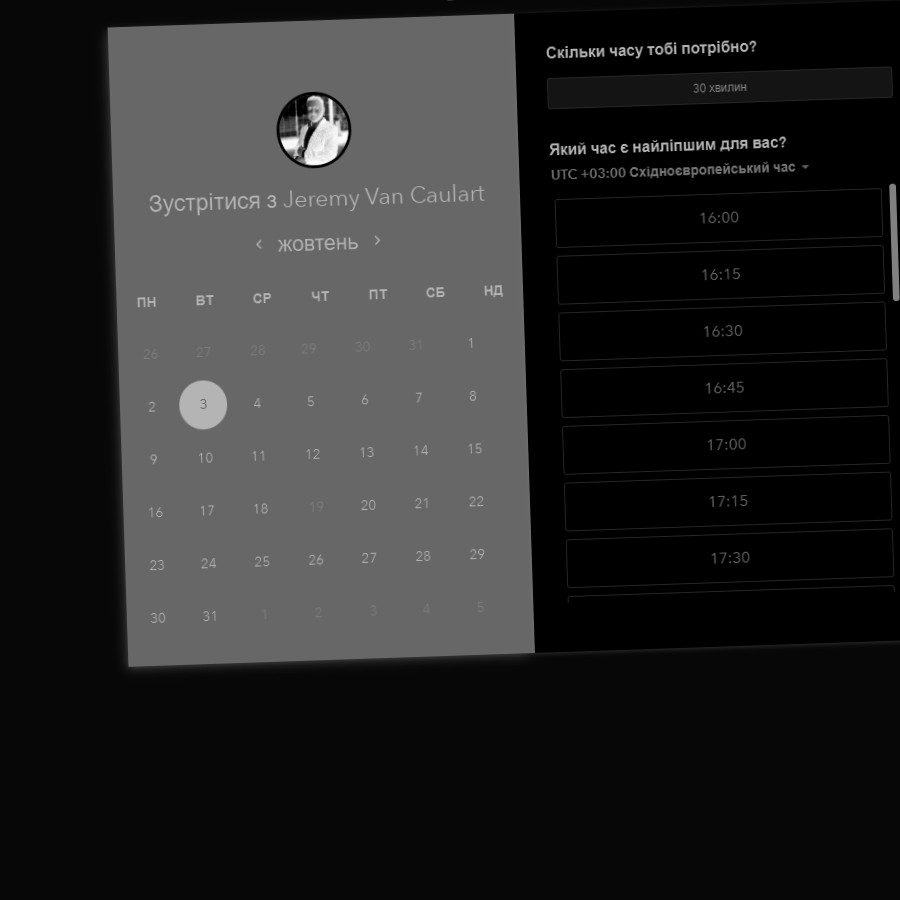 Зустрітися з Jeremy Van Caulart
жовтень
ПН ВТ СР ЧТ ПТ СБ НД
26 27 28 29 30 31 1
2 3 4 5 6 7 8
9 10 11 12 13 14 15
16 17 18 19 20 21 22
23 24 25 26 27 28 29
30 31 1 2 3 4 5
Скільки часу тобі потрібно?
30 хвилин
Який час є найліпшим для вас?
UTC +03:00 Східноєвропейський час
16:00
16:15
16:30
16:45
17:00
17:15
17:30